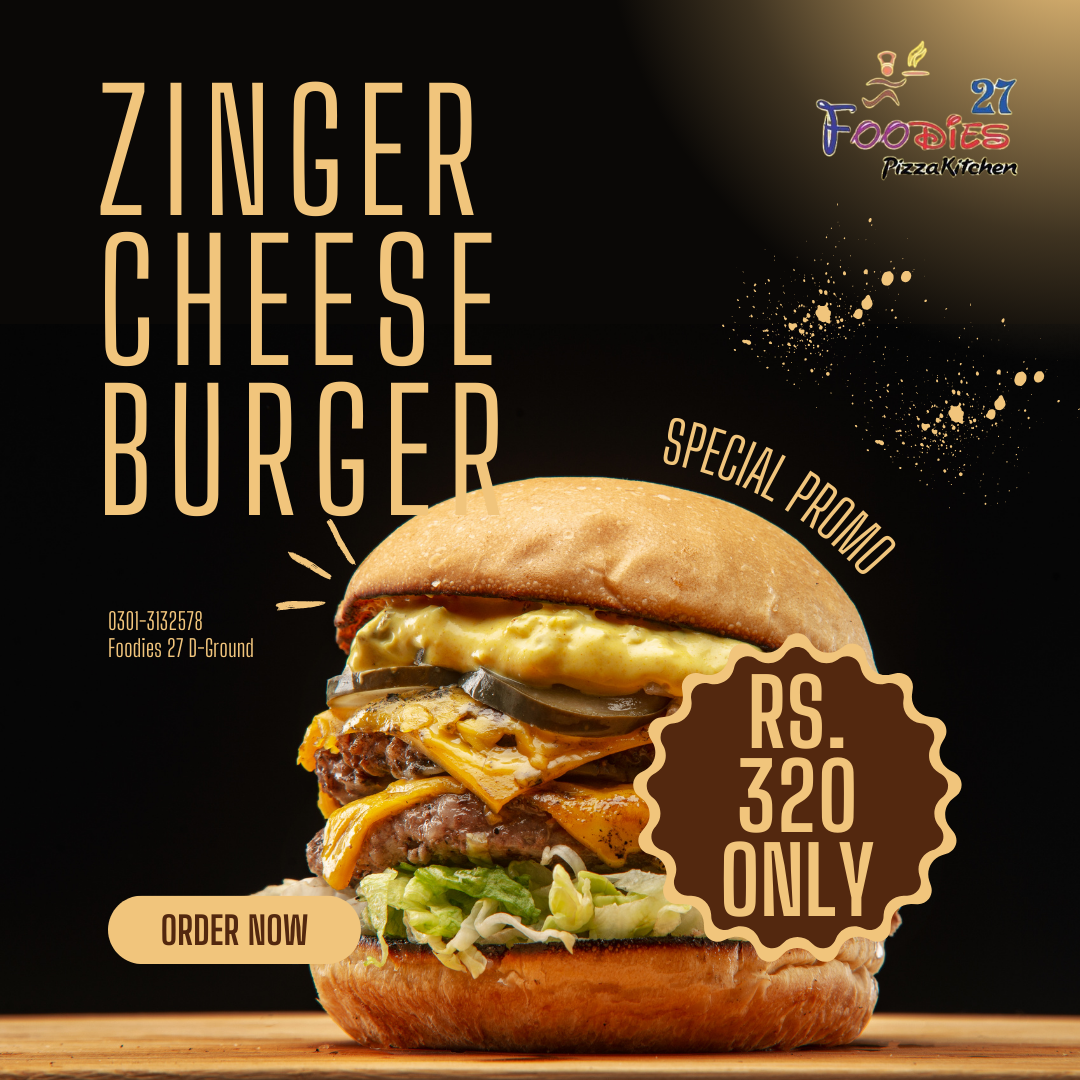 ZINGER
CHEESE
BURGER
27
FOODiES
PizzaKitchen
SPECIAL PROMO
0301-3132578
Foodies 27 D-Ground
RS.
320
ONLY
ORDER NOW